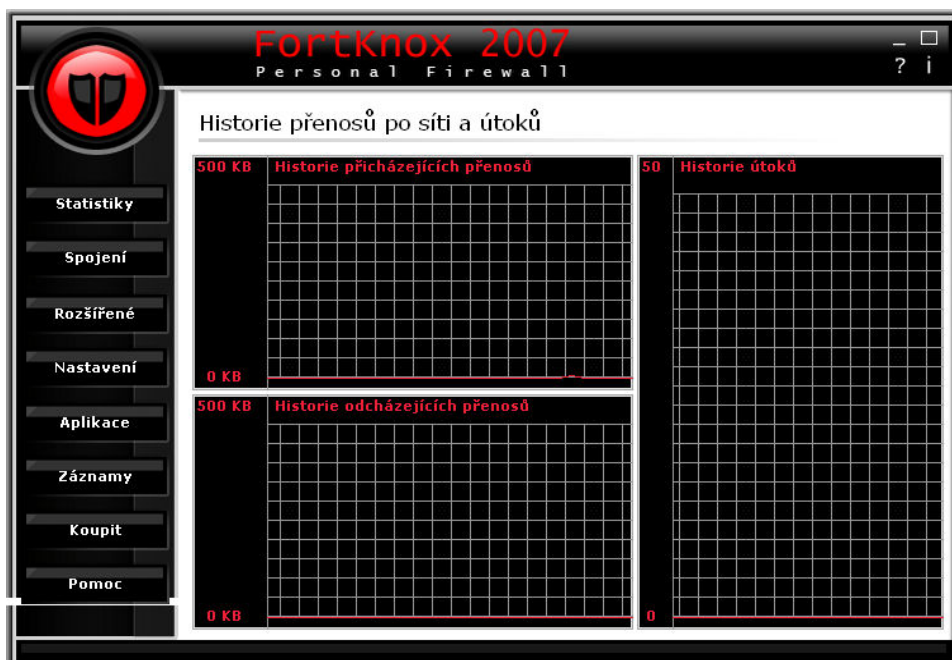 FortKnox 2007
Personal Firewall
_ □
? i
Historie přenosů po síti a útoků
Statistiky
Spojení
Rozšířené
Nastavení
Aplikace
Záznamy
Koupit
Pomoc
500 KB Historie přicházejících přenosů
0 KB
500 KB Historie odcházejících přenosů
0 KB
50 Historie útoků
0